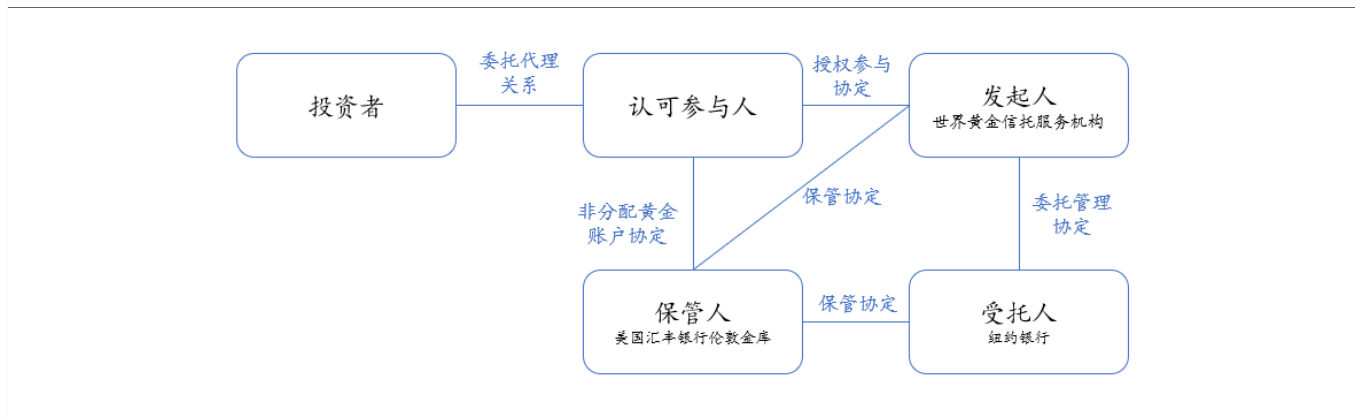 委托代理
关系
授权参与
协定
投资者
认可参与人
发起人
世界黄金信托服务机构
非分配黄金
账户协定
保管协定
委托管理
协定
保管人
美国汇丰银行伦敦金库
保管协定
受托人
纽约银行